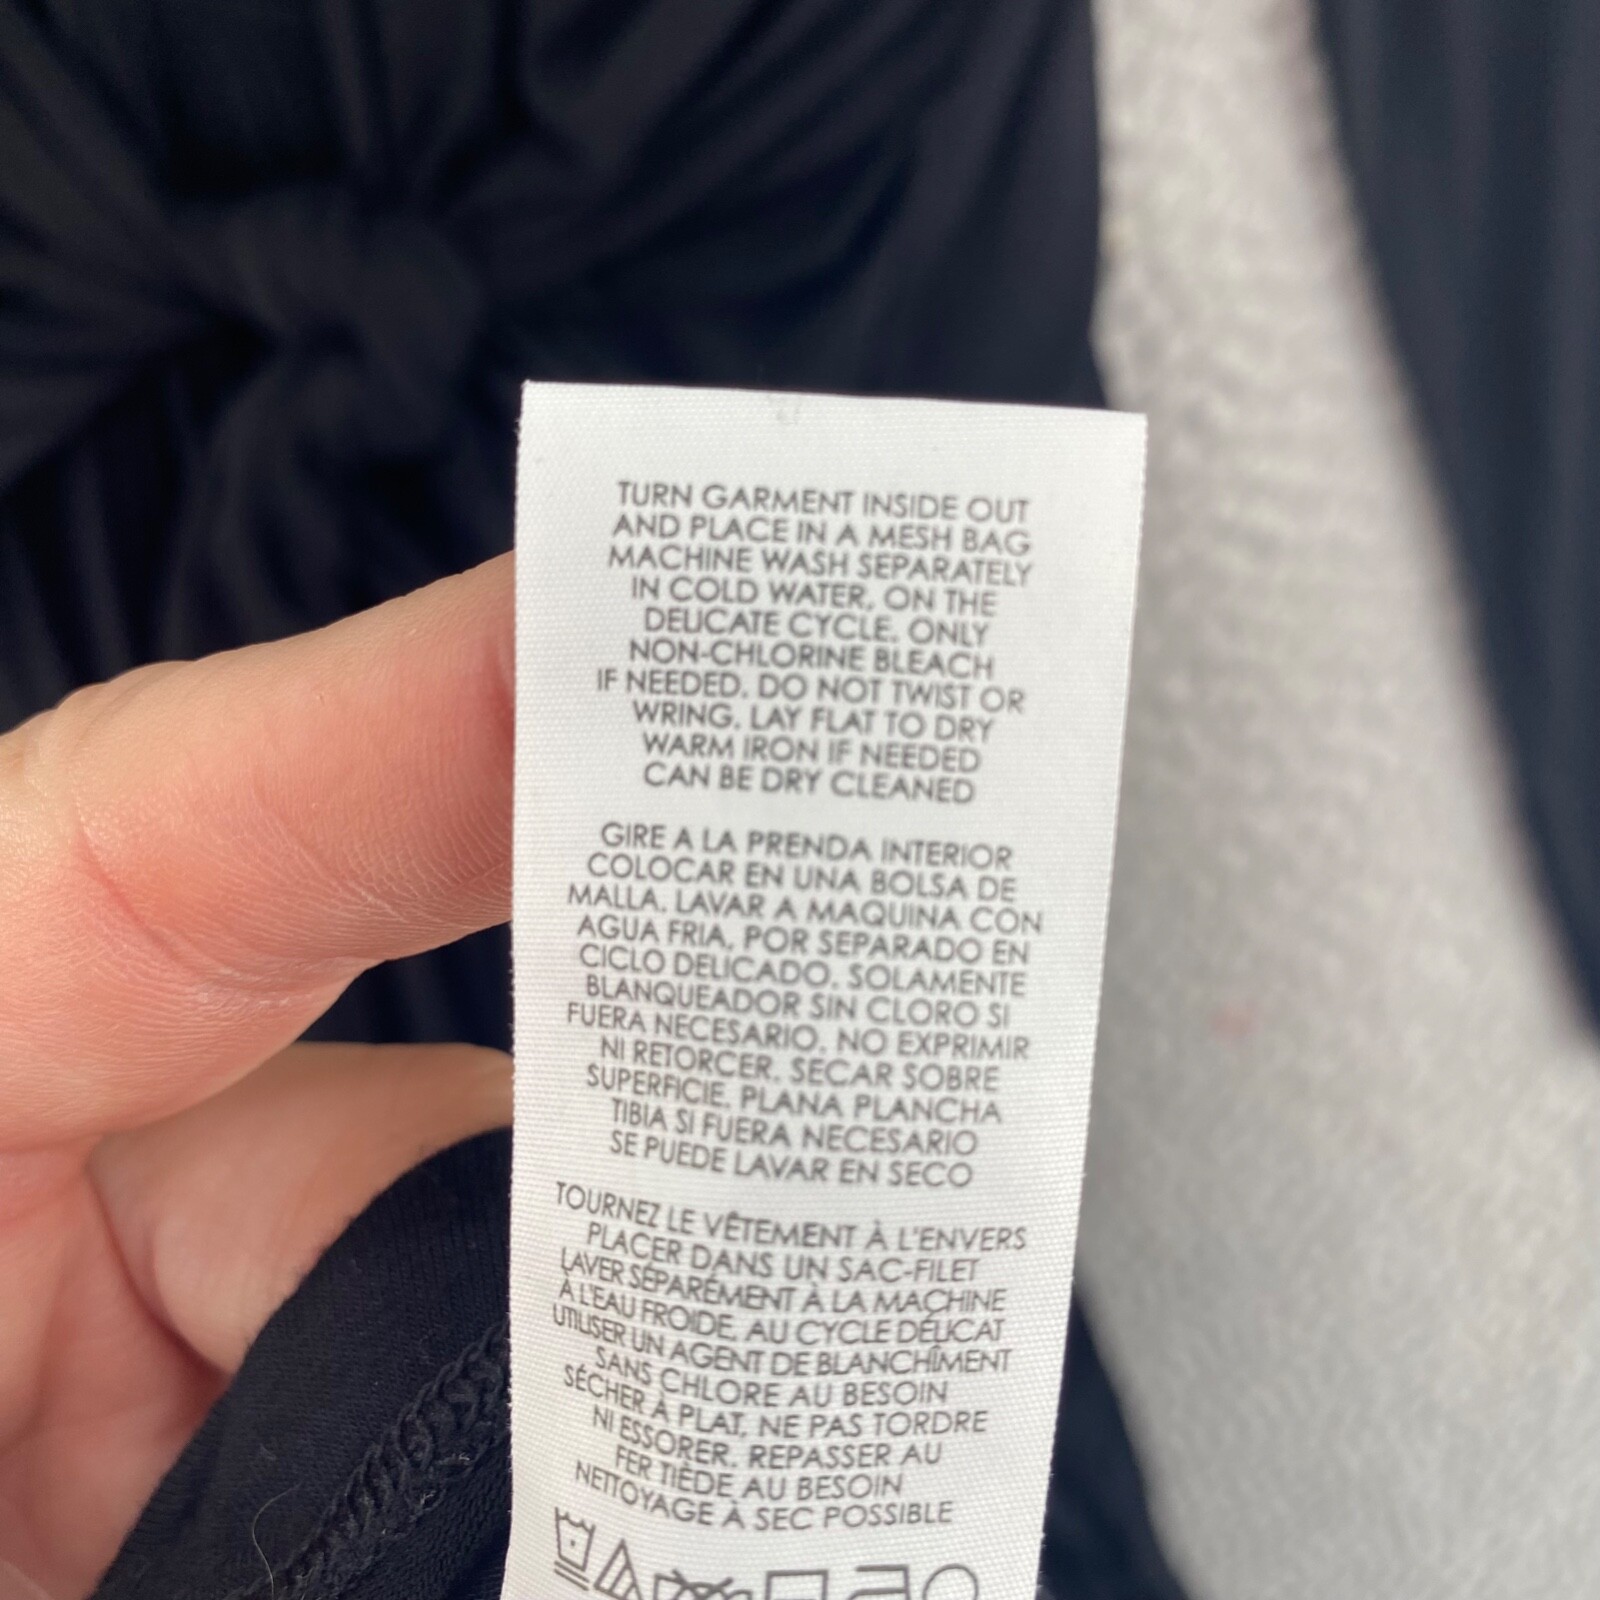 TURN GARMENT INSIDE OUT
AND PLACE IN A MESH BAG
MACHINE WASH SEPARATELY
IN COLD WATER, ON THE
DELICATE CYCLE. ONLY
NON-CHLORINE BLEACH
IF NEEDED. DO NOT TWIST OR
WRING. LAY FLAT TO DRY
WARM IRON IF NEEDED
CAN BE DRY CLEANED
GIRE A LA PRENDA INTERIOR
COLOCAR EN UNA BOLSA DE
MALLA. LAVAR A MAQUINA CON
AGUA FRIA, POR SEPARADO EN
CICLO DELICADO. SOLAMENTE
BLANQUEADOR SIN CLORO SI
FUERA NECESARIO. NO EXPRIMIR
NI RETORCER. SECAR SOBRE
SUPERFICIE. PLANA PLANCHA
TIBIA SI FUERA NECESARIO
SE PUEDE LAVAR EN SECO
TOURNEZ LE VÊTEMENT À L'ENVERS
PLACER DANS UN SAC-FILET
LAVER SÉPARÉMENT À LA MACHINE
À L'EAU FROIDE, AU CYCLE DÉLICAT
UTILISER UN AGENT DE BLANCHÎMENT
SANS CHLORE AU BESOIN
SÉCHER À PLAT, NE PAS TORDRE
NI ESSORER. REPASSER AU
FER TIÈDE AU BESOIN
NETTOYAGE À SEC POSSIBLE